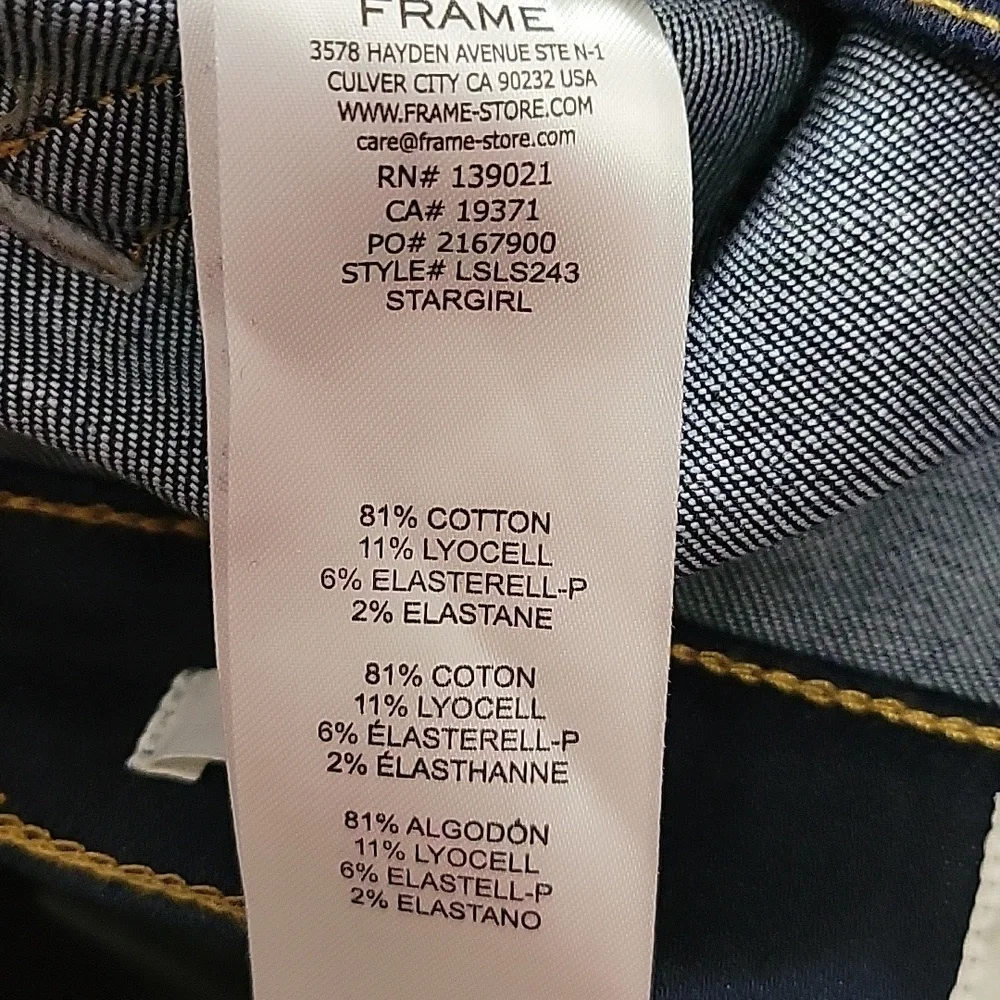 FRAME
3578 HAYDEN AVENUE STE N-1
CULVER CITY CA 90232 USA
WWW.FRAME-STORE.COM
care@frame-store.com
RN# 139021
CA# 19371
PO# 2167900
STYLE# LSLS243
STARGIRL
81% COTTON
11% LYOCELL
6% ELASTERELL-P
2% ELASTANE
81% COTON
11% LYOCELL
6% ÉLASTERELL-P
2% ÉLASTHANNE
81% ALGODÓN
11% LYOCELL
6% ELASTELL-P
2% ELASTANO